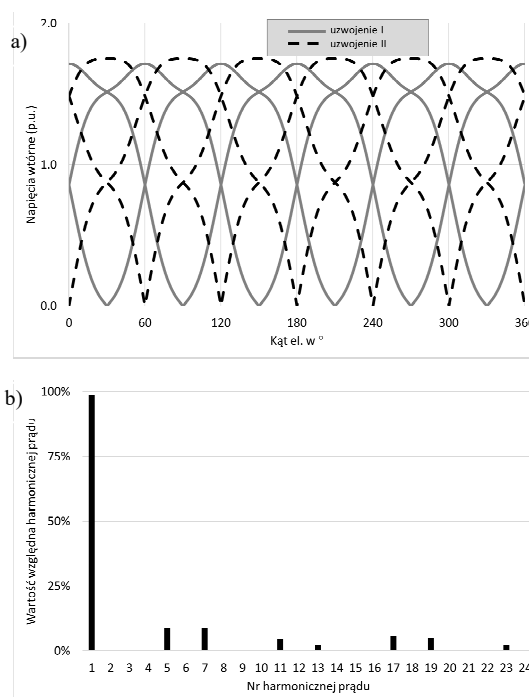 a)
2.0
uzwojenie I
uzwojenie II
Napięcia wtórne (p.u.)
1.0
0.0
0 60 120 180 240 300 360
Kąt el. w °
b)
100%
75%
50%
25%
0%
Wartość względna harmonicznej prądu
1 2 3 4 5 6 7 8 9 10 11 12 13 14 15 16 17 18 19 20 21 22 23 24
Nr harmonicznej prądu